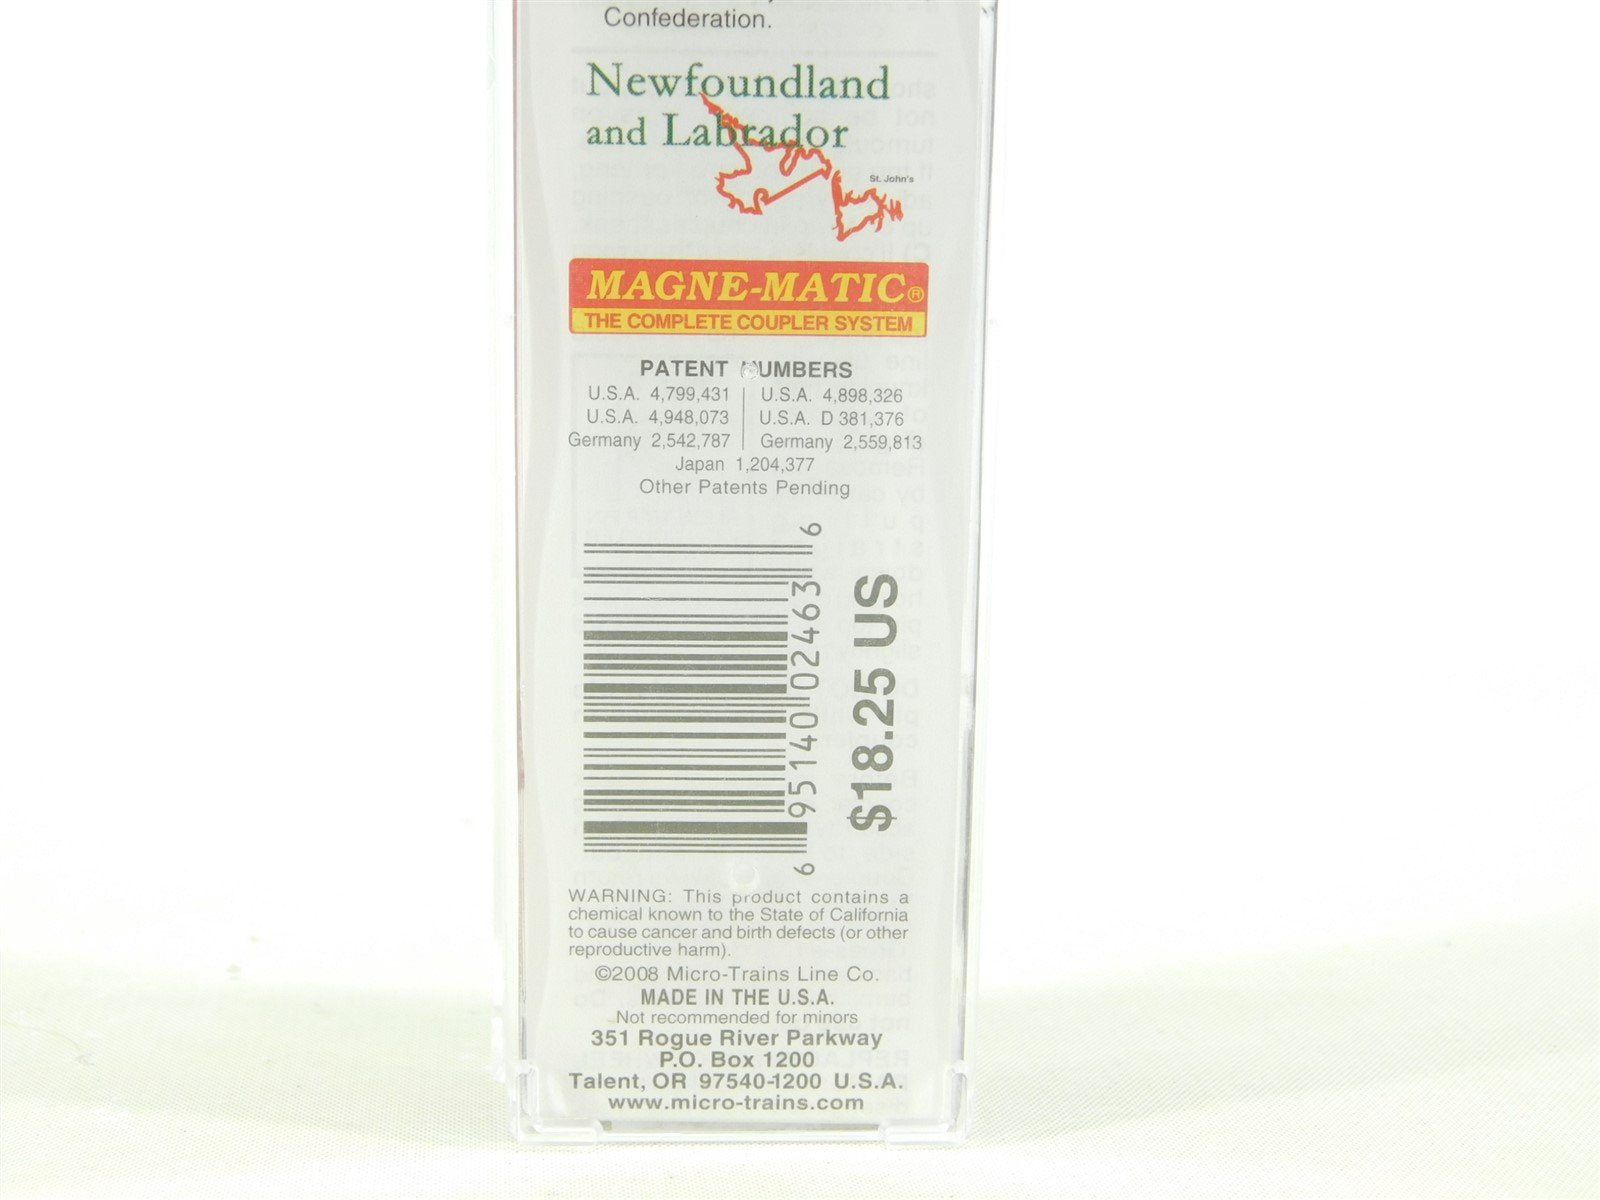 Confederation.
Newfoundland
and Labrador
St. John's
MAGNE-MATIC®
THE COMPLETE COUPLER SYSTEM
PATENT NUMBERS
U.S.A. 4,799,431 U.S.A. 4,898,326
U.S.A. 4,948,073 U.S.A. D 381,376
Germany 2,542,787 Germany 2,559,813
Japan 1,204,377
Other Patents Pending
6 95140 02463 6
$18.25 US
WARNING: This product contains a
chemical known to the State of California
to cause cancer and birth defects (or other
reproductive harm).
©2008 Micro-Trains Line Co.
MADE IN THE U.S.A.
Not recommended for minors
351 Rogue River Parkway
P.O. Box 1200
Talent, OR 97540-1200 U.S.A.
www.micro-trains.com